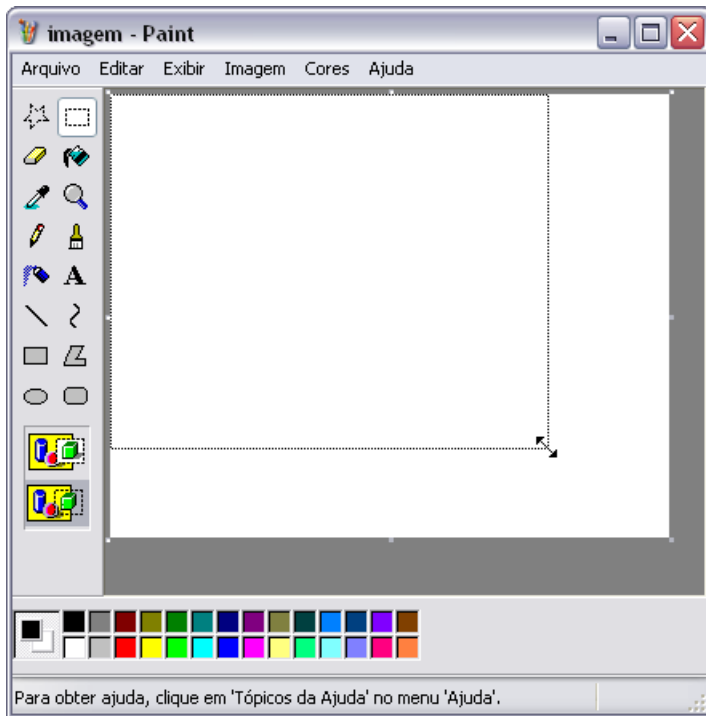 imagem - Paint
Arquivo Editar Exibir Imagem Cores Ajuda
A
Para obter ajuda, clique em 'Tópicos da Ajuda' no menu 'Ajuda'.